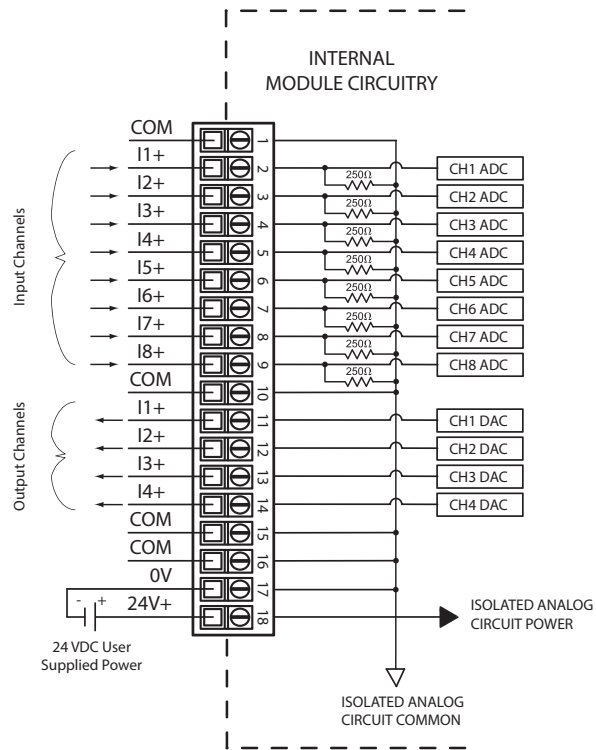 INTERNAL
MODULE CIRCUITRY
COM
1
I1+
2
250Ω
CH1 ADC
I2+
3
250Ω
CH2 ADC
I3+
4
250Ω
CH3 ADC
I4+
5
250Ω
CH4 ADC
I5+
6
250Ω
CH5 ADC
I6+
7
250Ω
CH6 ADC
I7+
8
250Ω
CH7 ADC
I8+
9
250Ω
CH8 ADC
Input Channels
COM
10
I1+
11
CH1 DAC
I2+
12
CH2 DAC
I3+
13
CH3 DAC
I4+
14
CH4 DAC
Output Channels
COM
15
COM
16
0V
17
- +
24V+
18
ISOLATED ANALOG
CIRCUIT POWER
24 VDC User
Supplied Power
ISOLATED ANALOG
CIRCUIT COMMON